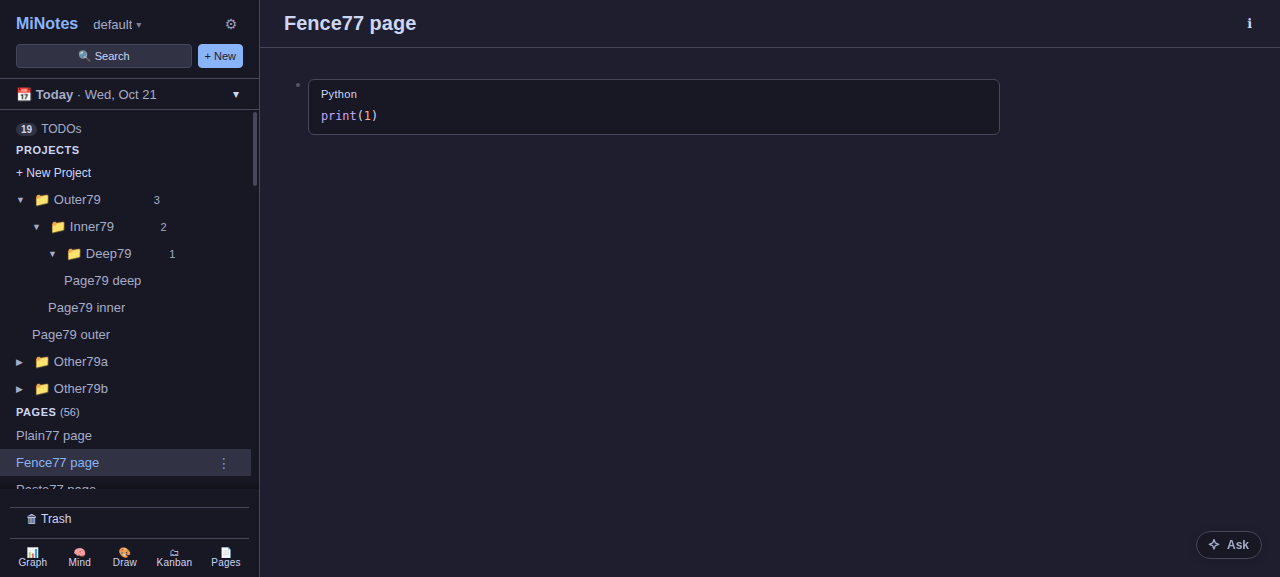 MiNotes default ▾ ⚙
🔍 Search
+ New
📅 Today · Wed, Oct 21 ▼
19 TODOs
PROJECTS
+ New Project
▼ 📁 Outer79 3
▼ 📁 Inner79 2
▼ 📁 Deep79 1
Page79 deep
Page79 inner
Page79 outer
▶ 📁 Other79a
▶ 📁 Other79b
PAGES (56)
Plain77 page
Fence77 page ⋮
Paste77 page
🗑 Trash
📊 Graph
🧠 Mind
🎨 Draw
🗂 Kanban
📄 Pages
Fence77 page
ℹ
Python
print(1)
Ask